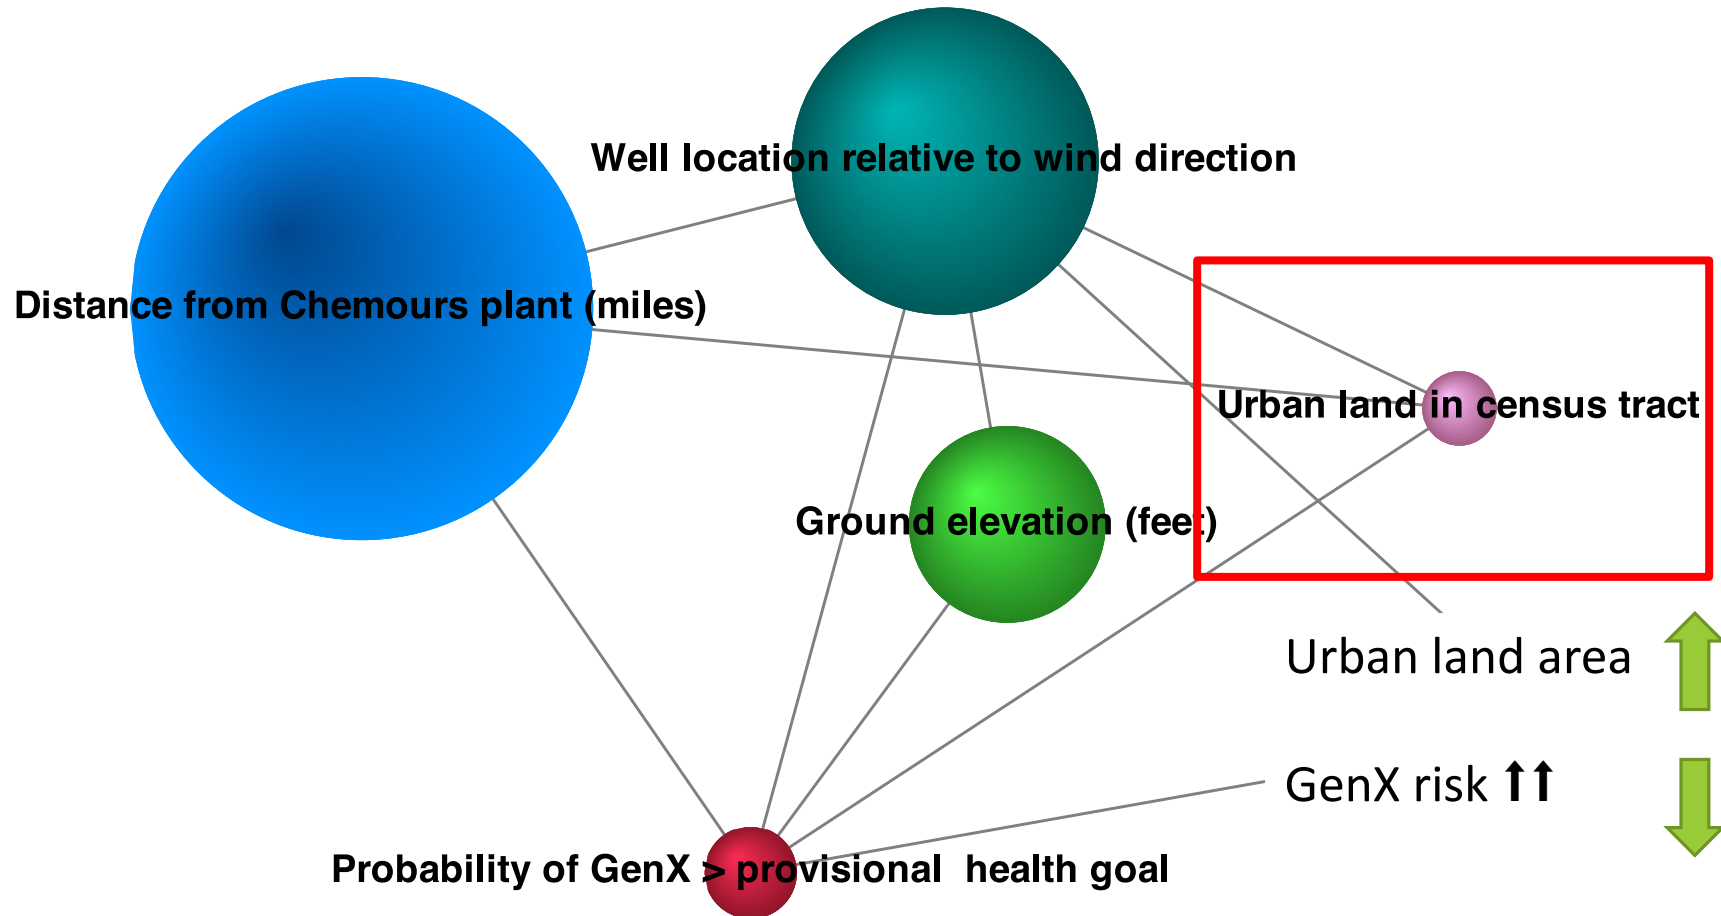 Well location relative to wind direction
Distance from Chemours plant (miles)
Urban land in census tract
Ground elevation (feet)
Urban land area
GenX risk ⬆⬆
Probability of GenX > provisional  health goal